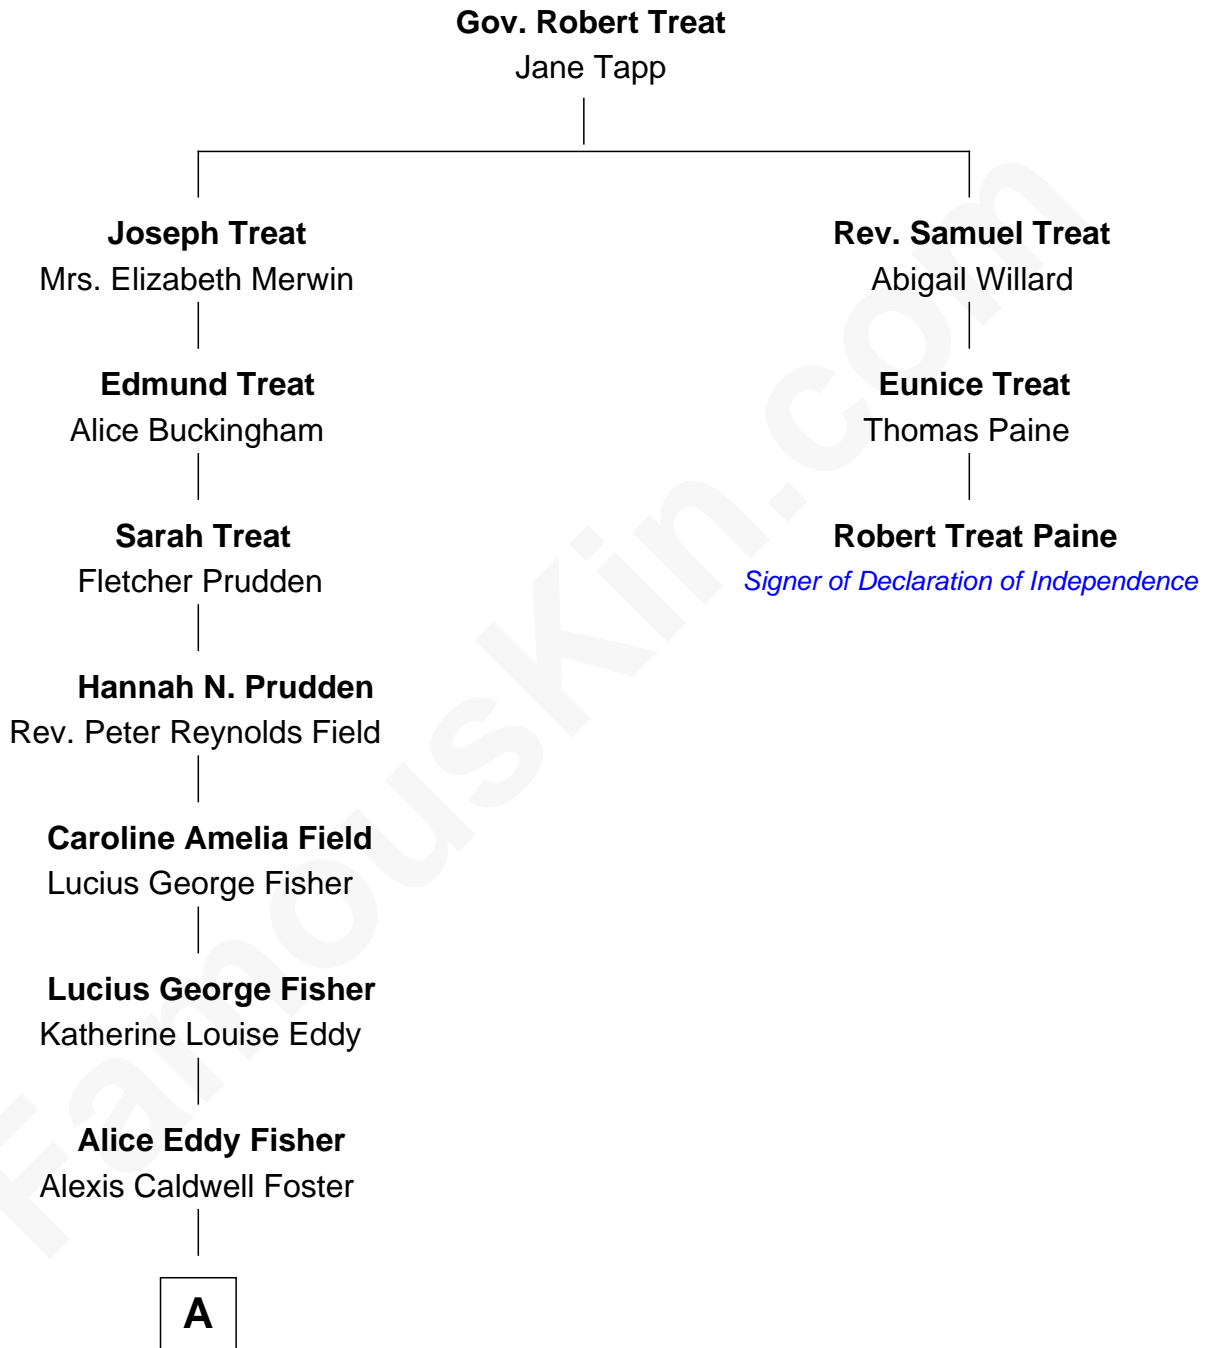 Gov. Robert Treat
Jane Tapp
Joseph Treat
Mrs. Elizabeth Merwin
Rev. Samuel Treat
Abigail Willard
Edmund Treat
Alice Buckingham
Eunice Treat
Thomas Paine
Sarah Treat
Fletcher Prudden
Robert Treat Paine
Signer of Declaration of Independence
Hannah N. Prudden
Rev. Peter Reynolds Field
Caroline Amelia Field
Lucius George Fisher
Lucius George Fisher
Katherine Louise Eddy
Alice Eddy Fisher
Alexis Caldwell Foster
A
FamousKin.com